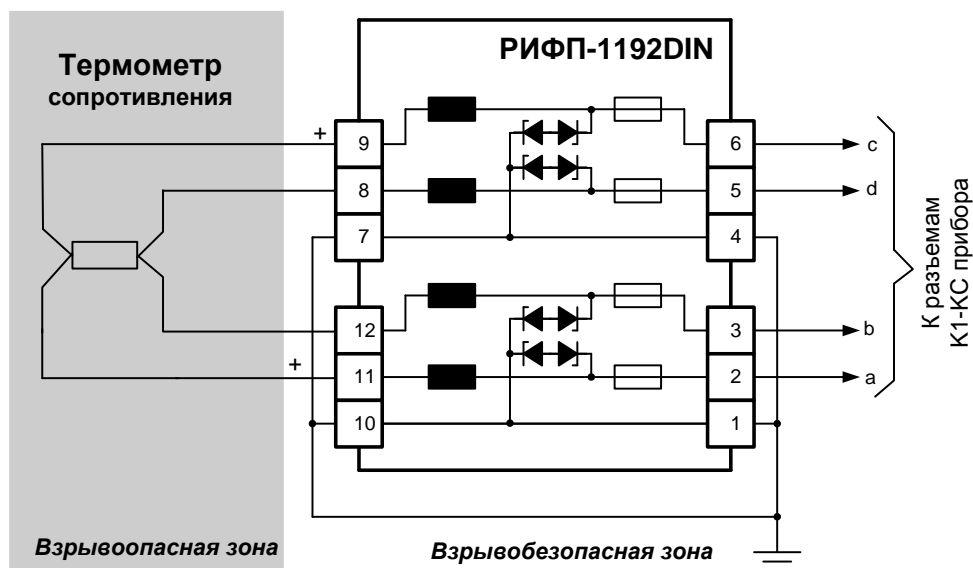 РИФП-1192DIN
Термометр
сопротивления
+
9
8
7
12
+
11
10
6
5
4
3
2
1
c
d
b
a
К разъемам
К1-КС прибора
Взрывоопасная зона
Взрывобезопасная зона